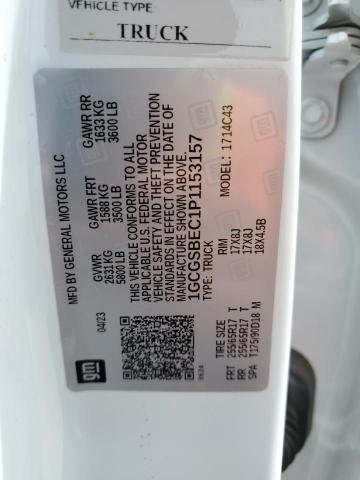 VEHICLE TYPE:
TRUCK
MFD BY GENERAL MOTORS LLC
04/23
GVWR GAWR FRT GAWR RR
2631 KG 1588 KG 1633 KG
5800 LB 3500 LB 3600 LB
THIS VEHICLE CONFORMS TO ALL
APPLICABLE U.S. FEDERAL MOTOR
VEHICLE SAFETY AND THEFT PREVENTION
STANDARDS IN EFFECT ON THE DATE OF
MANUFACTURE SHOWN ABOVE.
1GCGSBEC1P1153157
TYPE: TRUCK MODEL: 1714C43
gm
9624
TIRE SIZE RIM
FRT 255/65R17 T 17X8J
RR 255/65R17 T 17X8J
SPA T175/90D18 M 18X4.5B
gm